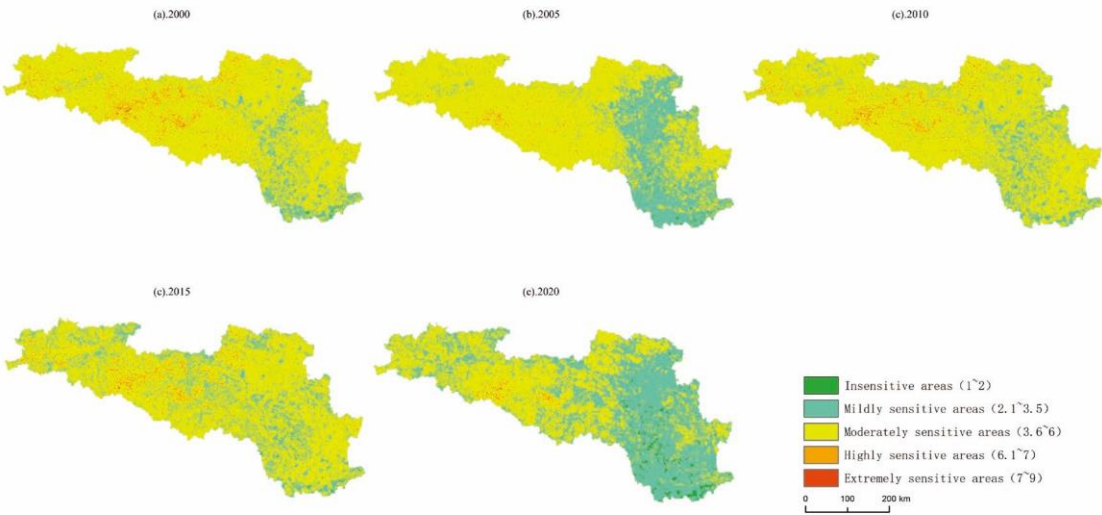 (a).2000
(b).2005
(c).2010
(c).2015
(e).2020
Insensitive areas (1~2)
Mildly sensitive areas (2.1~3.5)
Moderately sensitive areas (3.6~6)
Highly sensitive areas (6.1~7)
Extremely sensitive areas (7~9)
0 100 200 km